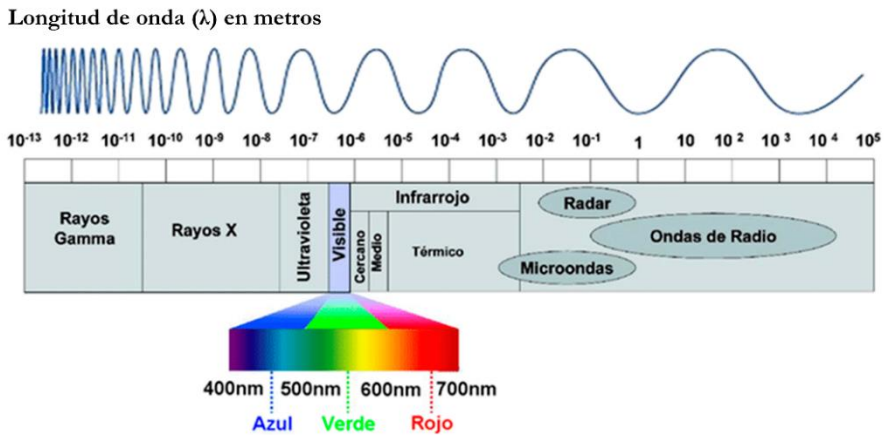 Longitud de onda (λ) en metros
10-13 10-12 10-11 10-10 10-9 10-8 10-7 10-6 10-5 10-4 10-3 10-2 10-1 1 10 10 2 10 3 10 4 10 5
Rayos Gamma
Rayos X
Ultravioleta
Visible
Infrarrojo
Cercano
Medio
Térmico
Radar
Ondas de Radio
Microondas
400nm 500nm 600nm 700nm
Azul Verde Rojo